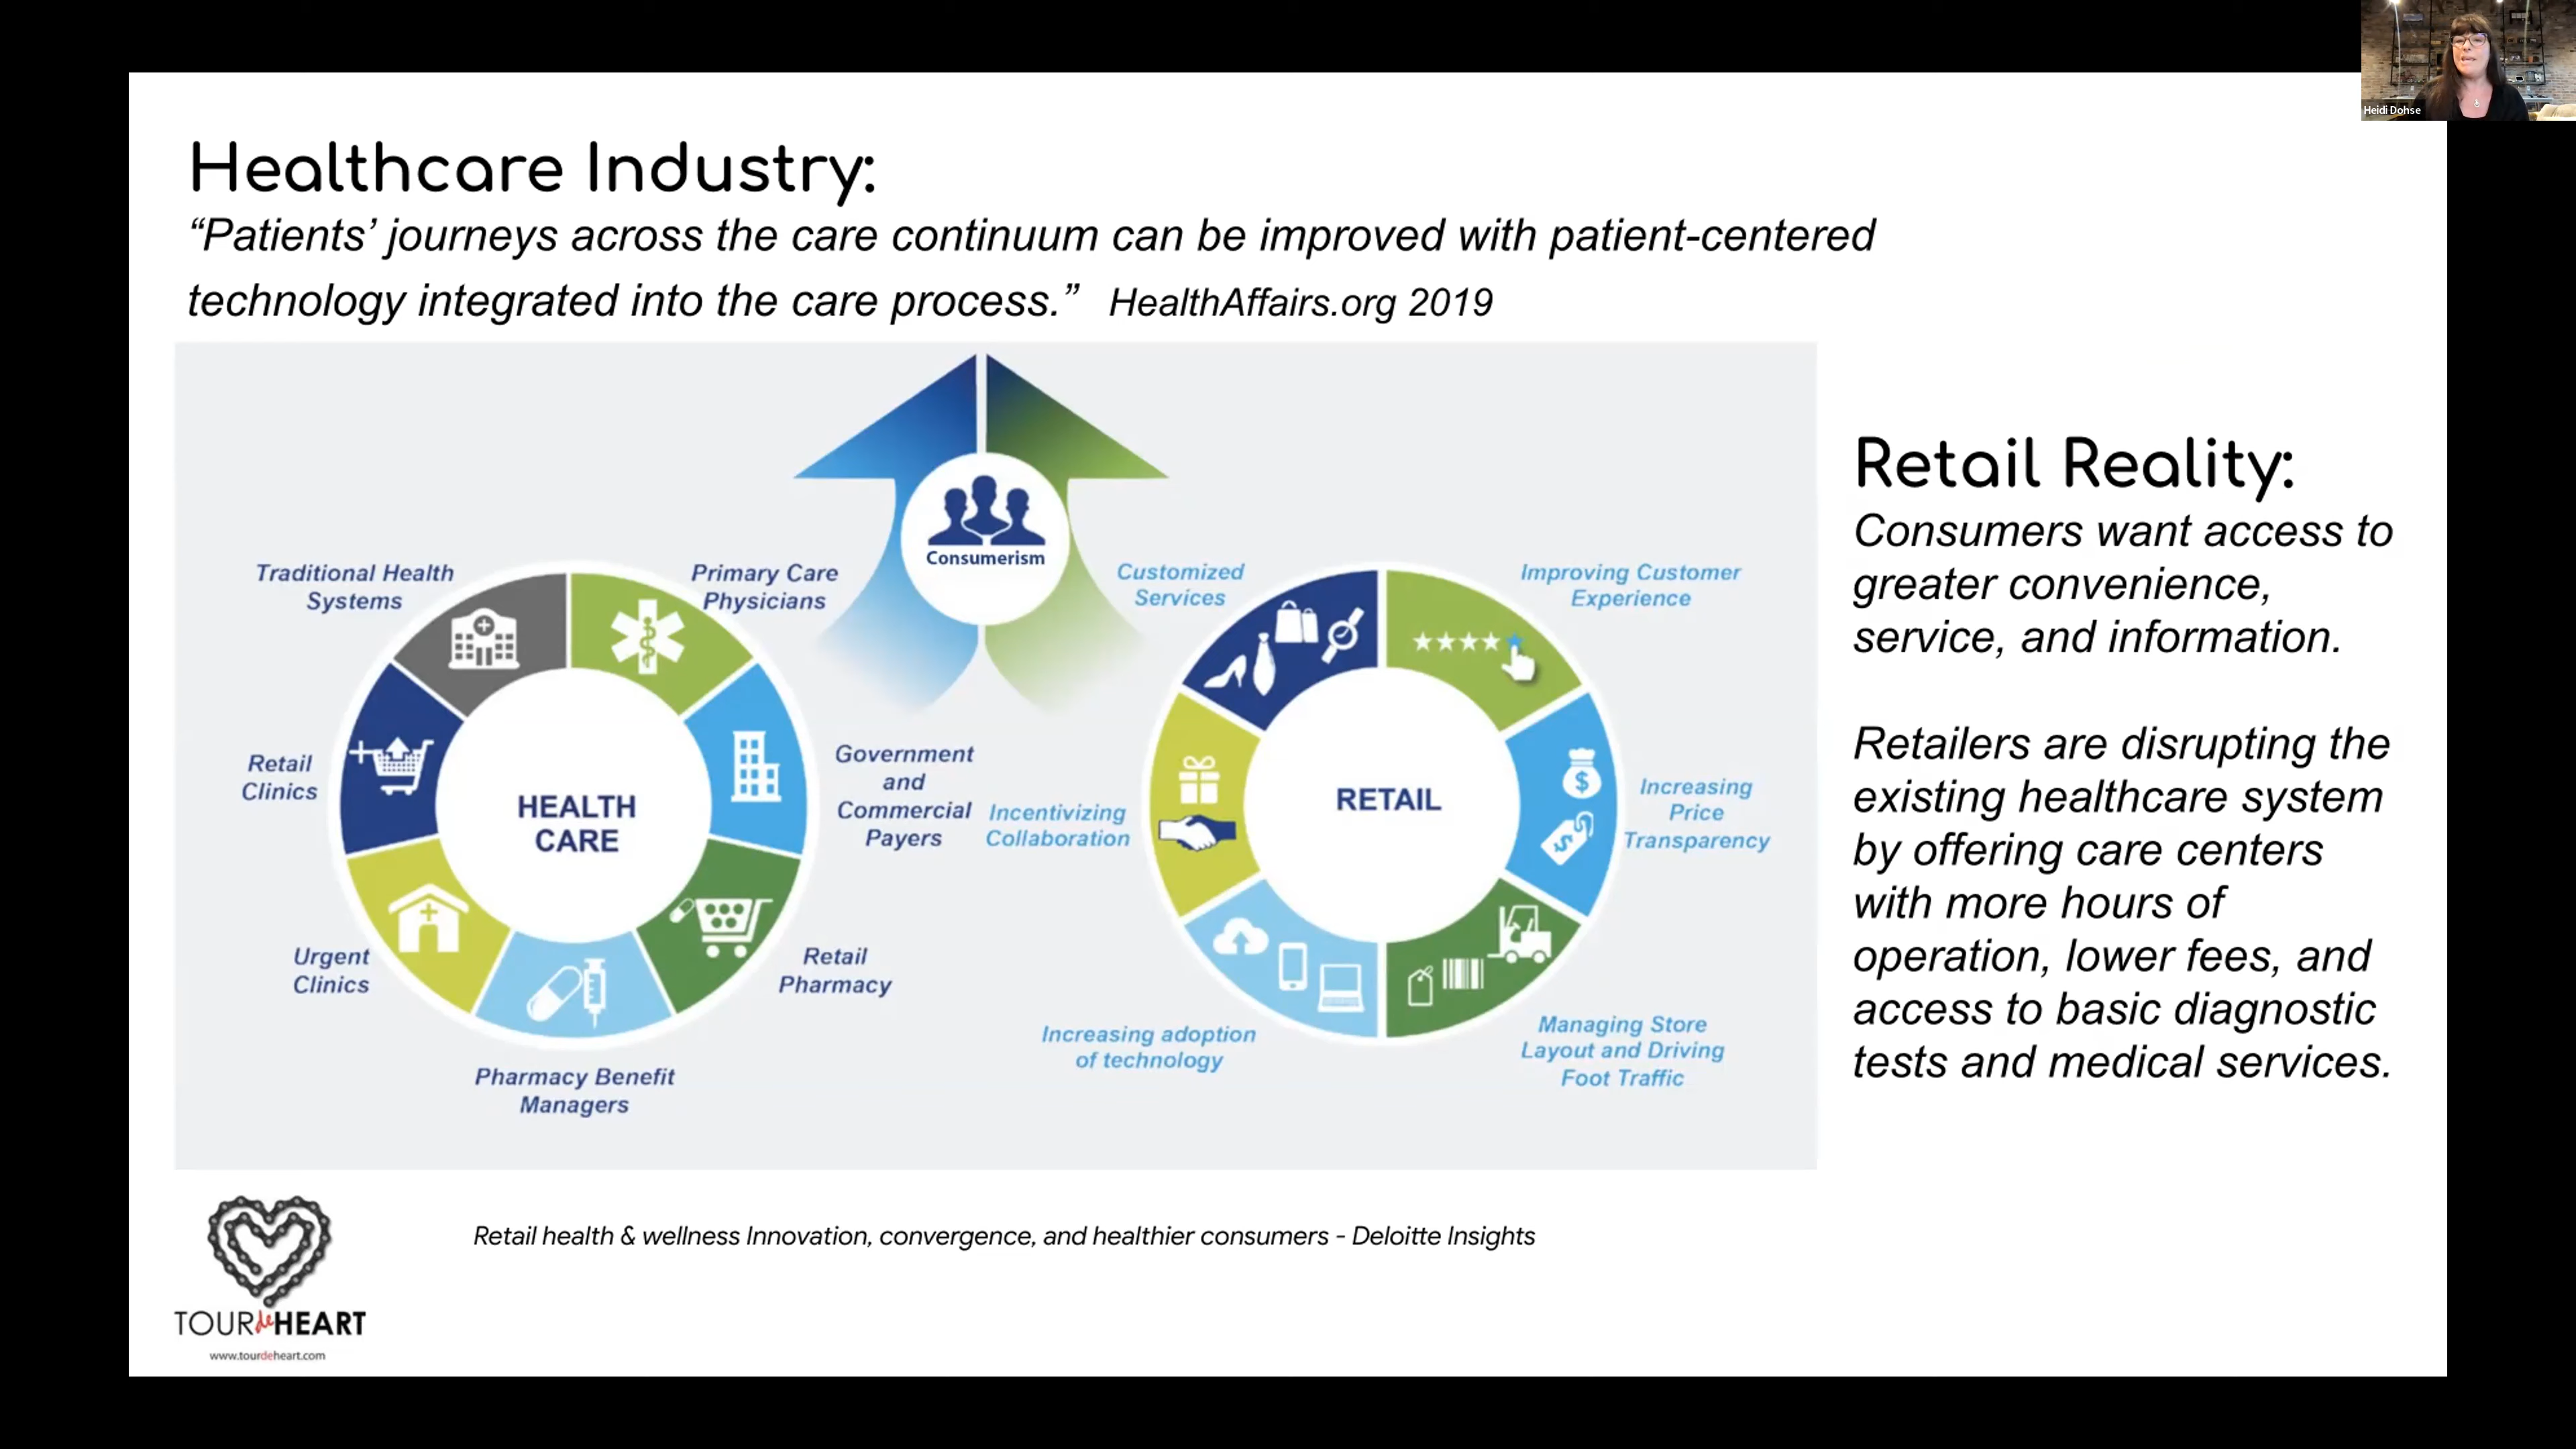 Heidi Dohse
Healthcare Industry:
“Patients’ journeys across the care continuum can be improved with patient-centered
technology integrated into the care process.” HealthAffairs.org 2019
Consumerism
Traditional Health
Systems
Primary Care
Physicians
Retail
Clinics
HEALTH
CARE
Government
and
Commercial
Payers
Urgent
Clinics
Retail
Pharmacy
Pharmacy Benefit
Managers
Customized
Services
Improving Customer
Experience
Incentivizing
Collaboration
RETAIL
$
$
Increasing
Price
Transparency
Increasing adoption
of technology
Managing Store
Layout and Driving
Foot Traffic
Retail Reality:
Consumers want access to
greater convenience,
service, and information.
Retailers are disrupting the
existing healthcare system
by offering care centers
with more hours of
operation, lower fees, and
access to basic diagnostic
tests and medical services.
Retail health & wellness Innovation, convergence, and healthier consumers - Deloitte Insights
TOUR de HEART
www.tourdeheart.com